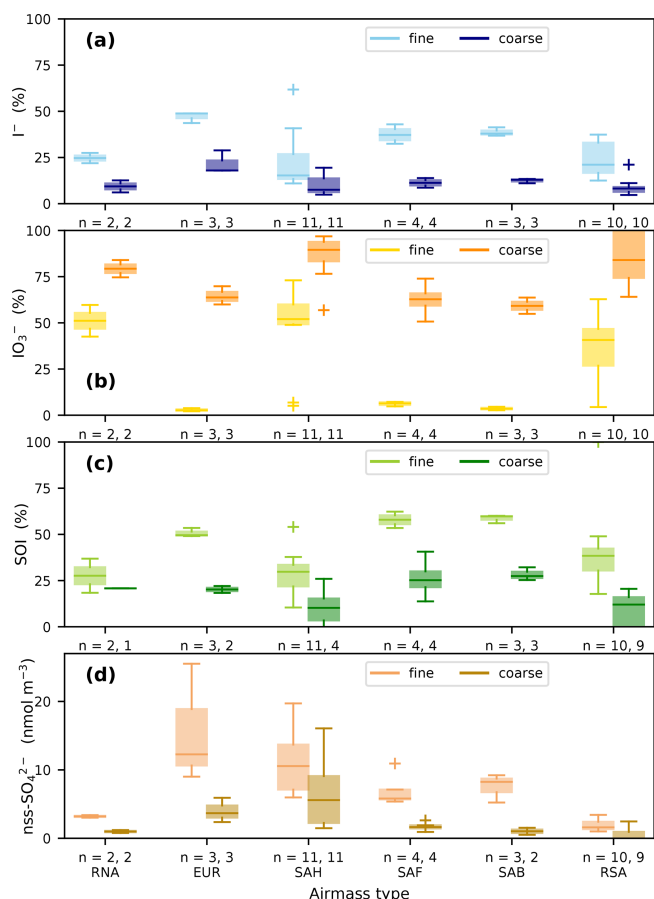 100
(a)
fine
coarse
75
50
25
0
I⁻ (%)
n = 2, 2
n = 3, 3
n = 11, 11
n = 4, 4
n = 3, 3
n = 10, 10
100
fine
coarse
75
50
25
0
IO₃⁻ (%)
(b)
n = 2, 2
n = 3, 3
n = 11, 11
n = 4, 4
n = 3, 3
n = 10, 10
100
(c)
fine
coarse
75
50
25
0
SOI (%)
n = 2, 1
n = 3, 2
n = 11, 4
n = 4, 4
n = 3, 3
n = 10, 9
(d)
fine
coarse
20
10
0
nss-SO₄²⁻ (nmol m⁻³)
n = 2, 2
n = 3, 3
n = 11, 11
n = 4, 4
n = 3, 2
n = 10, 9
RNA
EUR
SAH
SAF
SAB
RSA
Airmass type